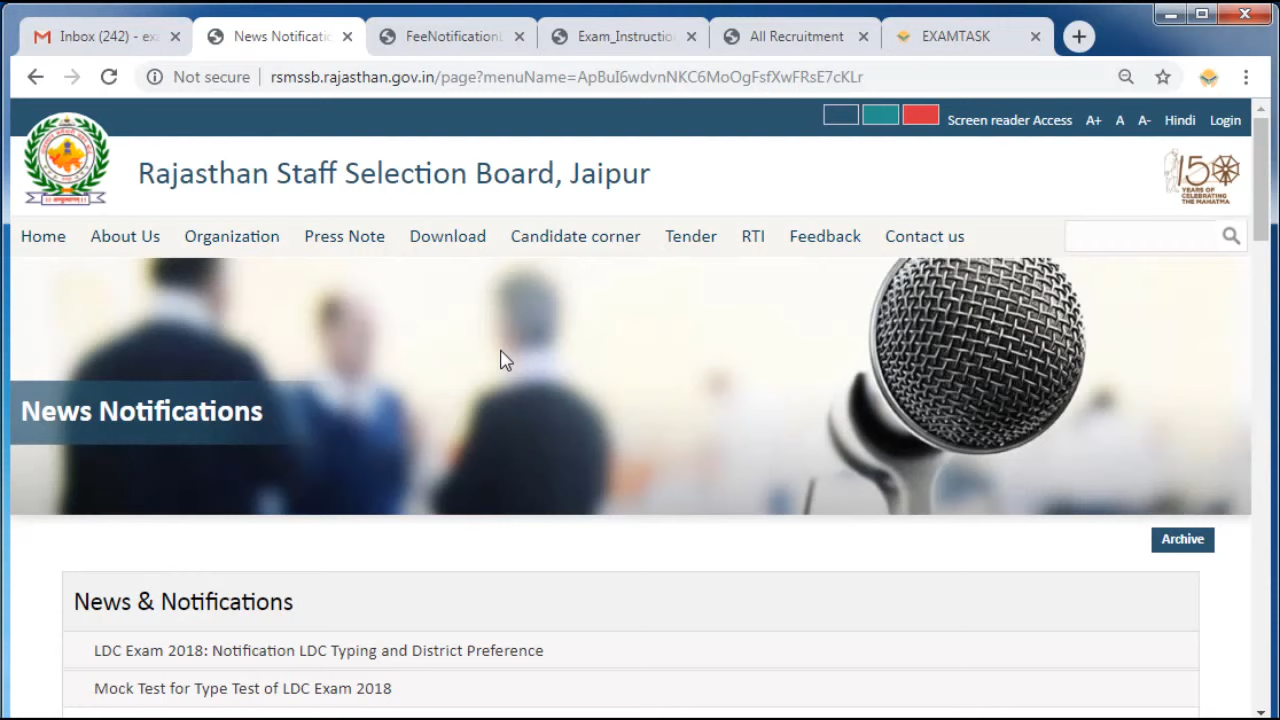 Inbox (242) - exa
News Notificatio
FeeNotification
Exam_Instructio
All Recruitment
EXAMTASK
Not secure
rsmssb.rajasthan.gov.in/page?menuName=ApBuI6wdvnNKC6MoOgFsfXwFRsE7cKLr
Screen reader Access A+ A A- Hindi Login
Rajasthan Staff Selection Board, Jaipur
150
YEARS OF
CELEBRATING
THE MAHATMA
Home About Us Organization Press Note Download Candidate corner Tender RTI Feedback Contact us
News Notifications
Archive
News & Notifications
LDC Exam 2018: Notification LDC Typing and District Preference
Mock Test for Type Test of LDC Exam 2018